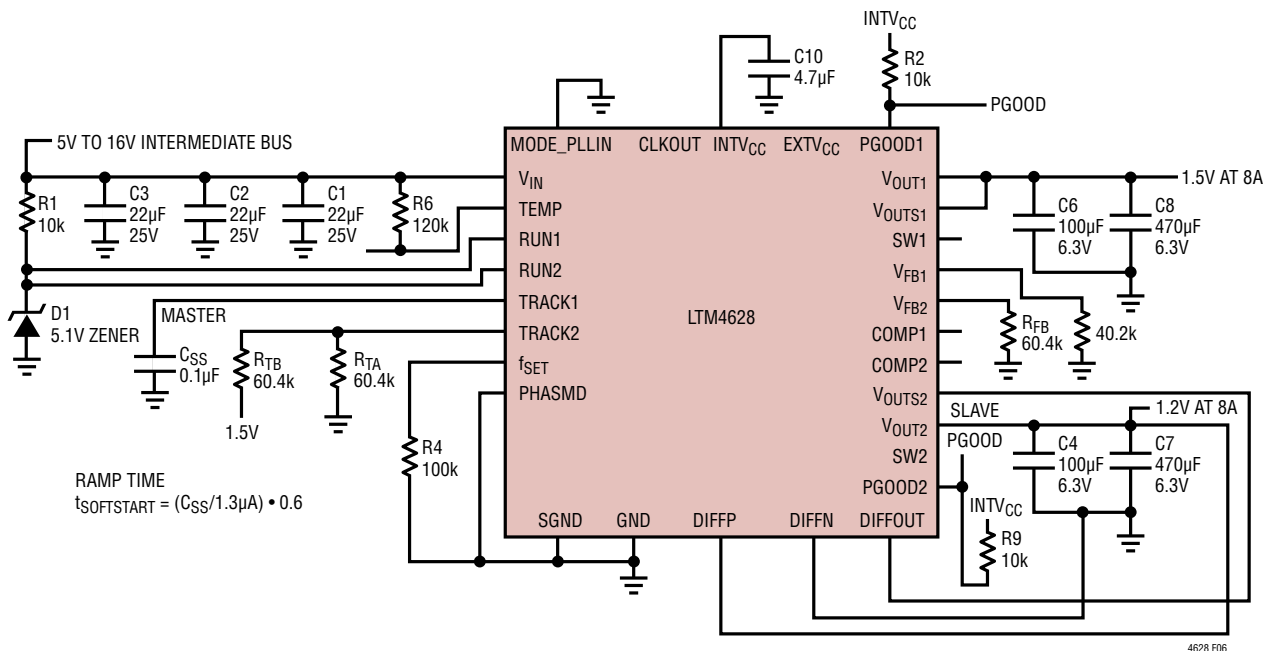 INTVCC
C10
4.7µF
R2
10k
PGOOD
5V TO 16V INTERMEDIATE BUS
MODE_PLLIN
CLKOUT
INTVCC
EXTVCC
PGOOD1
R1
10k
C3
22µF
25V
C2
22µF
25V
C1
22µF
25V
R6
120k
VIN
TEMP
RUN1
RUN2
TRACK1
TRACK2
fSET
PHASMD
LTM4628
VOUT1
VOUTS1
SW1
VFB1
VFB2
COMP1
COMP2
VOUTS2
VOUT2
SW2
PGOOD2
SGND
GND
DIFFP
DIFFN
DIFFOUT
1.5V AT 8A
C6
100µF
6.3V
C8
470µF
6.3V
RFB
60.4k
40.2k
D1
5.1V ZENER
MASTER
CSS
0.1µF
RTB
60.4k
1.5V
RTA
60.4k
R4
100k
RAMP TIME
tSOFTSTART = (CSS/1.3µA) • 0.6
SLAVE
1.2V AT 8A
PGOOD
C4
100µF
6.3V
C7
470µF
6.3V
INTVCC
R9
10k
4628 F06